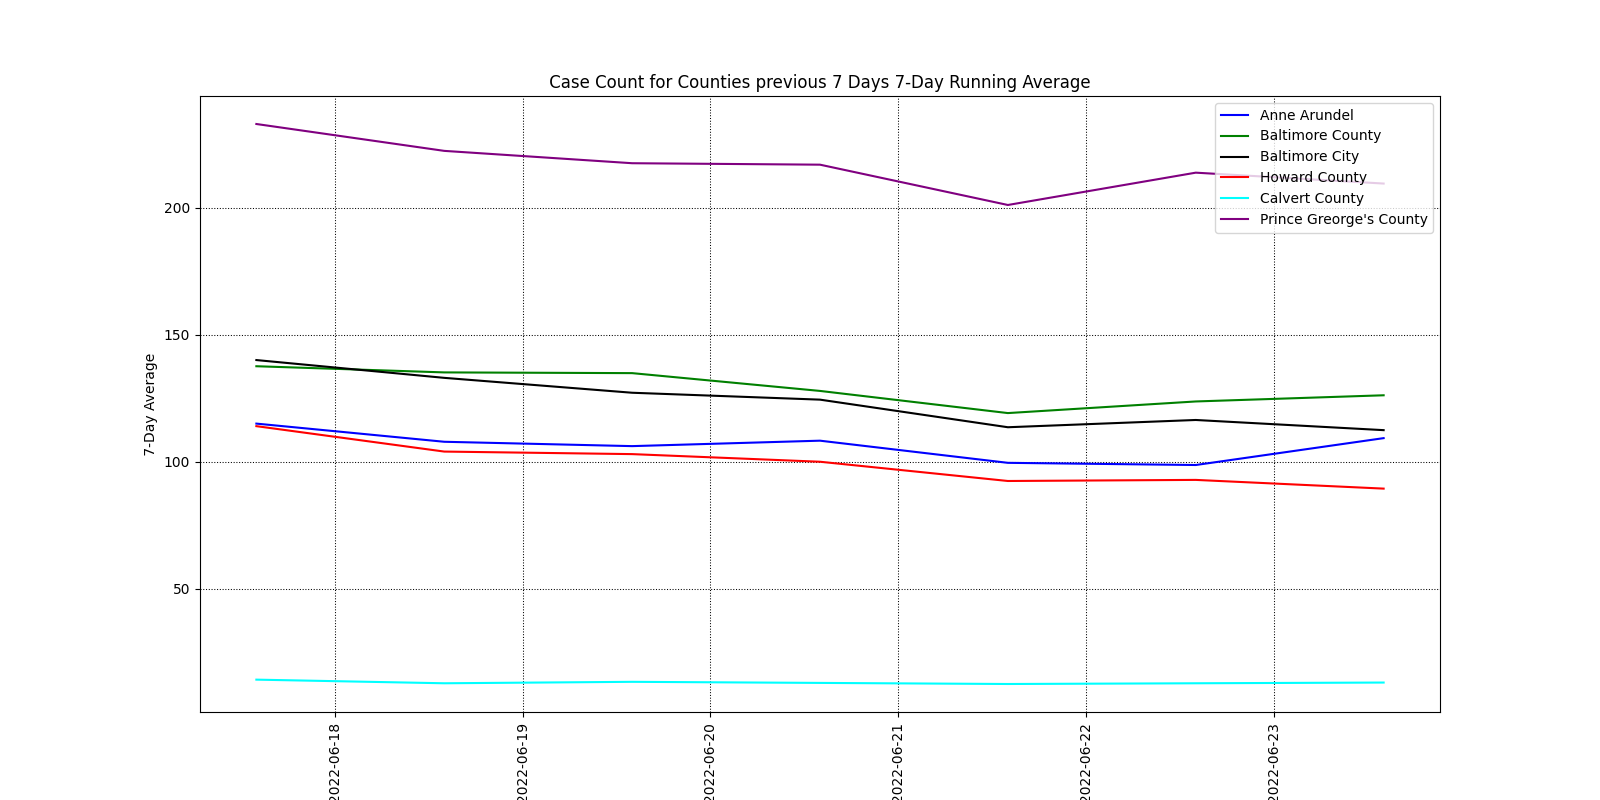 Case Count for Counties previous 7 Days 7-Day Running Average
Anne Arundel
Baltimore County
Baltimore City
Howard County
Calvert County
Prince Greorge's County
7-Day Average
200
150
100
50
2022-06-18
2022-06-19
2022-06-20
2022-06-21
2022-06-22
2022-06-23